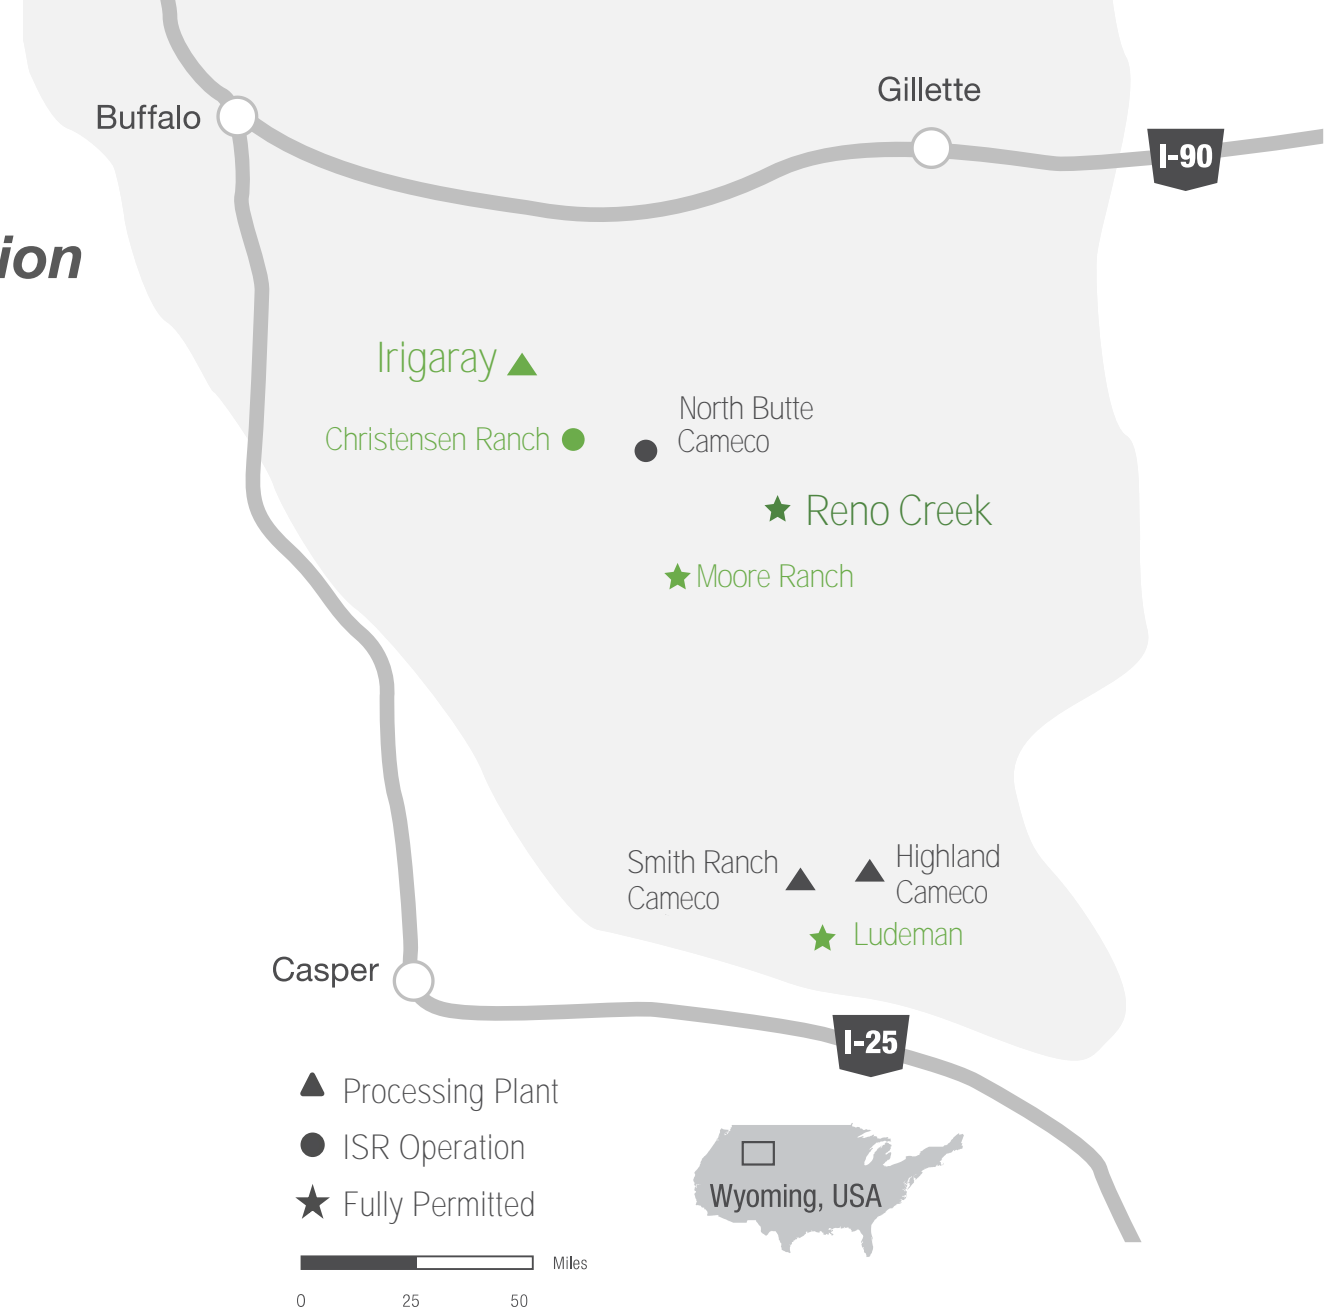 Gillette
Buffalo
I-90
ion
Irigaray
North Butte
Cameco
Christensen Ranch
Reno Creek
Moore Ranch
Smith Ranch
Cameco
Highland
Cameco
Ludeman
Casper
I-25
Processing Plant
ISR Operation
Fully Permitted
Wyoming, USA
Miles
0 25 50